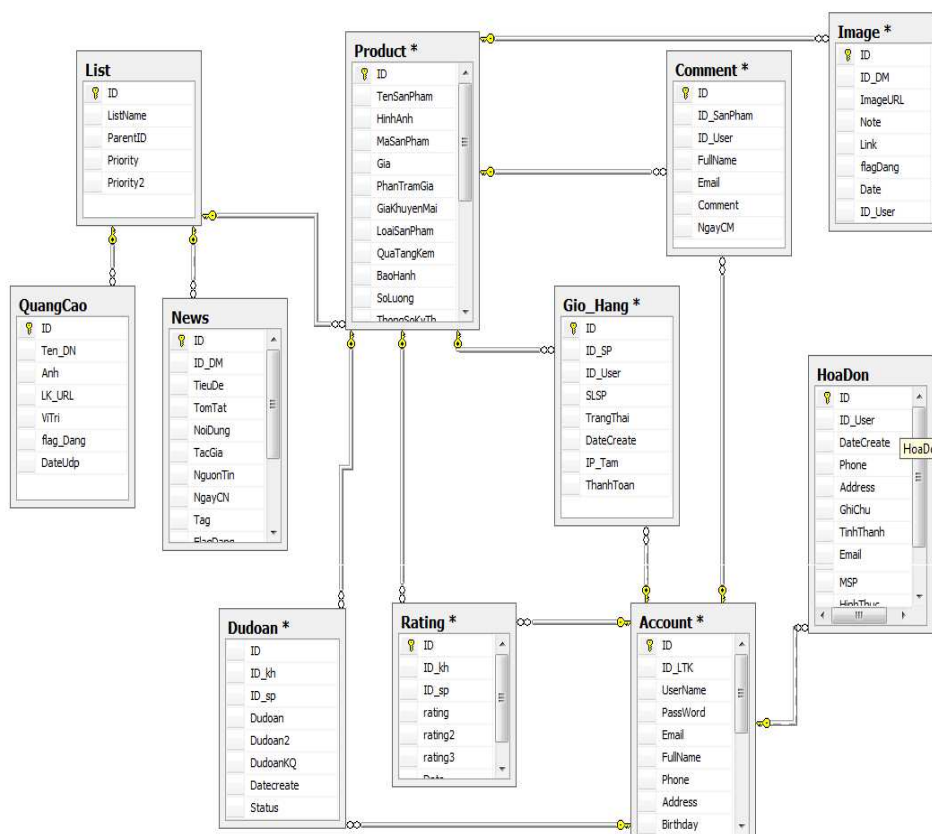 List
ID
ListName
ParentID
Priority
Priority2
Product *
ID
TenSanPham
HinhAnh
MaSanPham
Gia
PhanTramGia
GiaKhuyenMai
LoaiSanPham
QuaTangKem
BaoHanh
SoLuong
ThongSoKyTh
Comment *
ID
ID_SanPham
ID_User
FullName
Email
Comment
NgayCM
Image *
ID
ID_DM
ImageURL
Note
Link
flagDang
Date
ID_User
QuangCao
ID
Ten_DN
Anh
LK_URL
ViTri
flag_Dang
DateUdp
News
ID
ID_DM
TieuDe
TomTat
NoiDung
TacGia
NguonTin
NgayCN
Tag
FlagDang
Gio_Hang *
ID
ID_SP
ID_User
SLSP
TrangThai
DateCreate
IP_Tam
ThanhToan
HoaDon
ID
ID_User
DateCreate
Phone
Address
GhiChu
TinhThanh
Email
MSP
HinhThuc
Dudoan *
ID
ID_kh
ID_sp
Dudoan
Dudoan2
DudoanKQ
Datecreate
Status
Rating *
ID
ID_kh
ID_sp
rating
rating2
rating3
Date
Account *
ID
ID_LTK
UserName
PassWord
Email
FullName
Phone
Address
Birthday